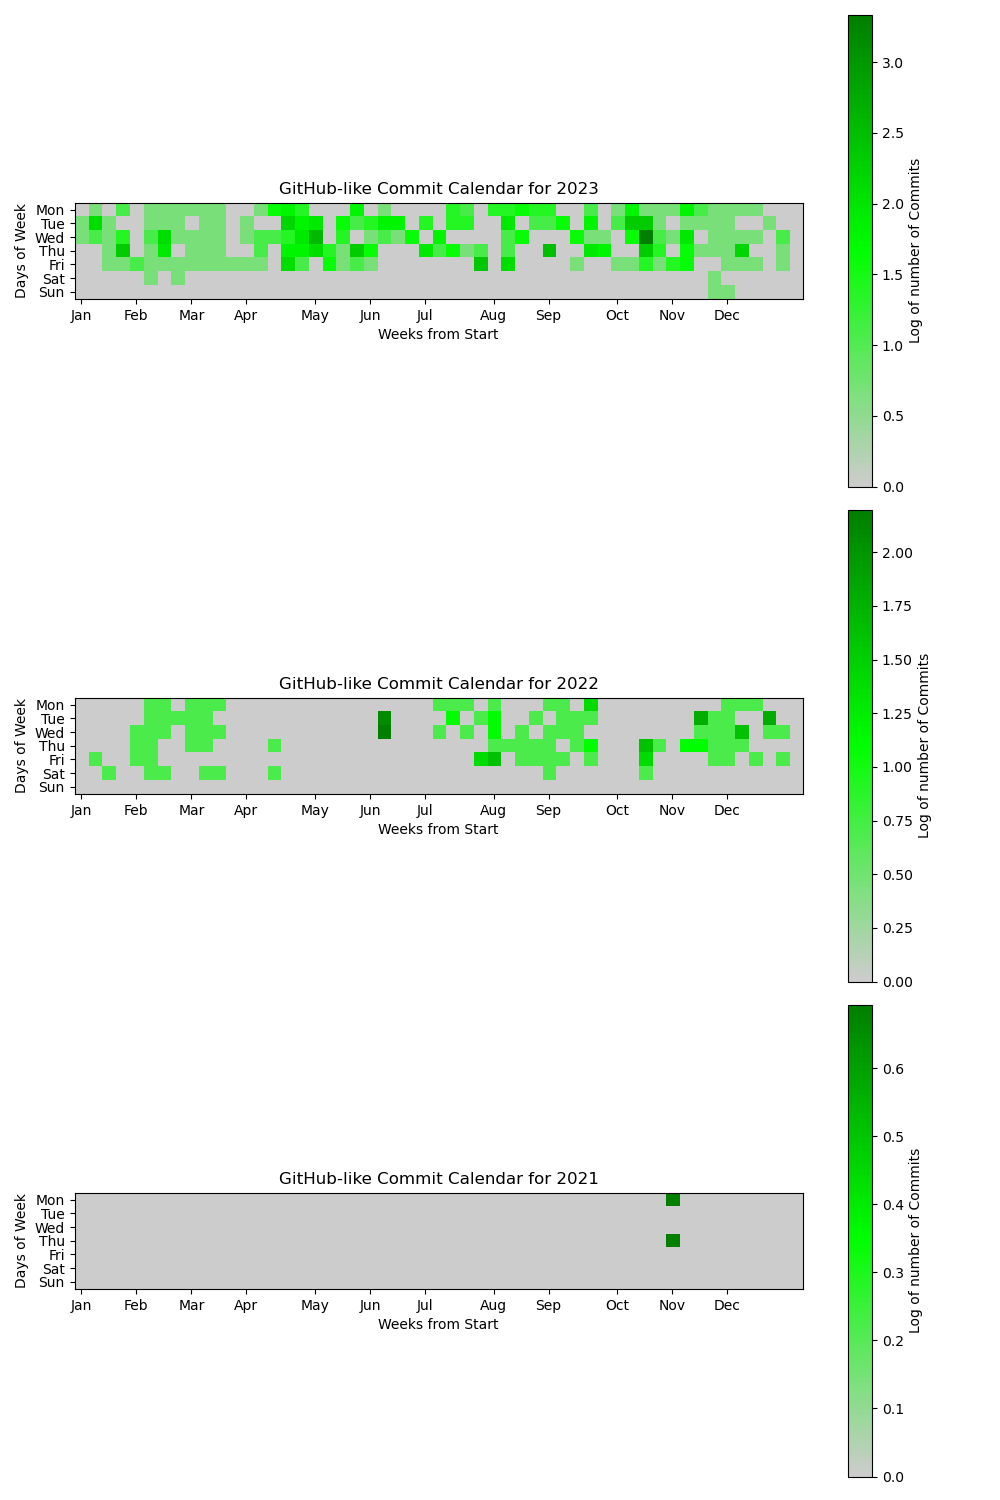 GitHub-like Commit Calendar for 2023
Days of Week
Mon
Tue
Wed
Thu
Fri
Sat
Sun
Jan Feb Mar Apr May Jun Jul Aug Sep Oct Nov Dec
Weeks from Start
3.0
2.5
2.0
1.5
1.0
0.5
0.0
Log of number of Commits
GitHub-like Commit Calendar for 2022
Days of Week
Mon
Tue
Wed
Thu
Fri
Sat
Sun
Jan Feb Mar Apr May Jun Jul Aug Sep Oct Nov Dec
Weeks from Start
2.00
1.75
1.50
1.25
1.00
0.75
0.50
0.25
0.00
Log of number of Commits
GitHub-like Commit Calendar for 2021
Days of Week
Mon
Tue
Wed
Thu
Fri
Sat
Sun
Jan Feb Mar Apr May Jun Jul Aug Sep Oct Nov Dec
Weeks from Start
0.6
0.5
0.4
0.3
0.2
0.1
0.0
Log of number of Commits